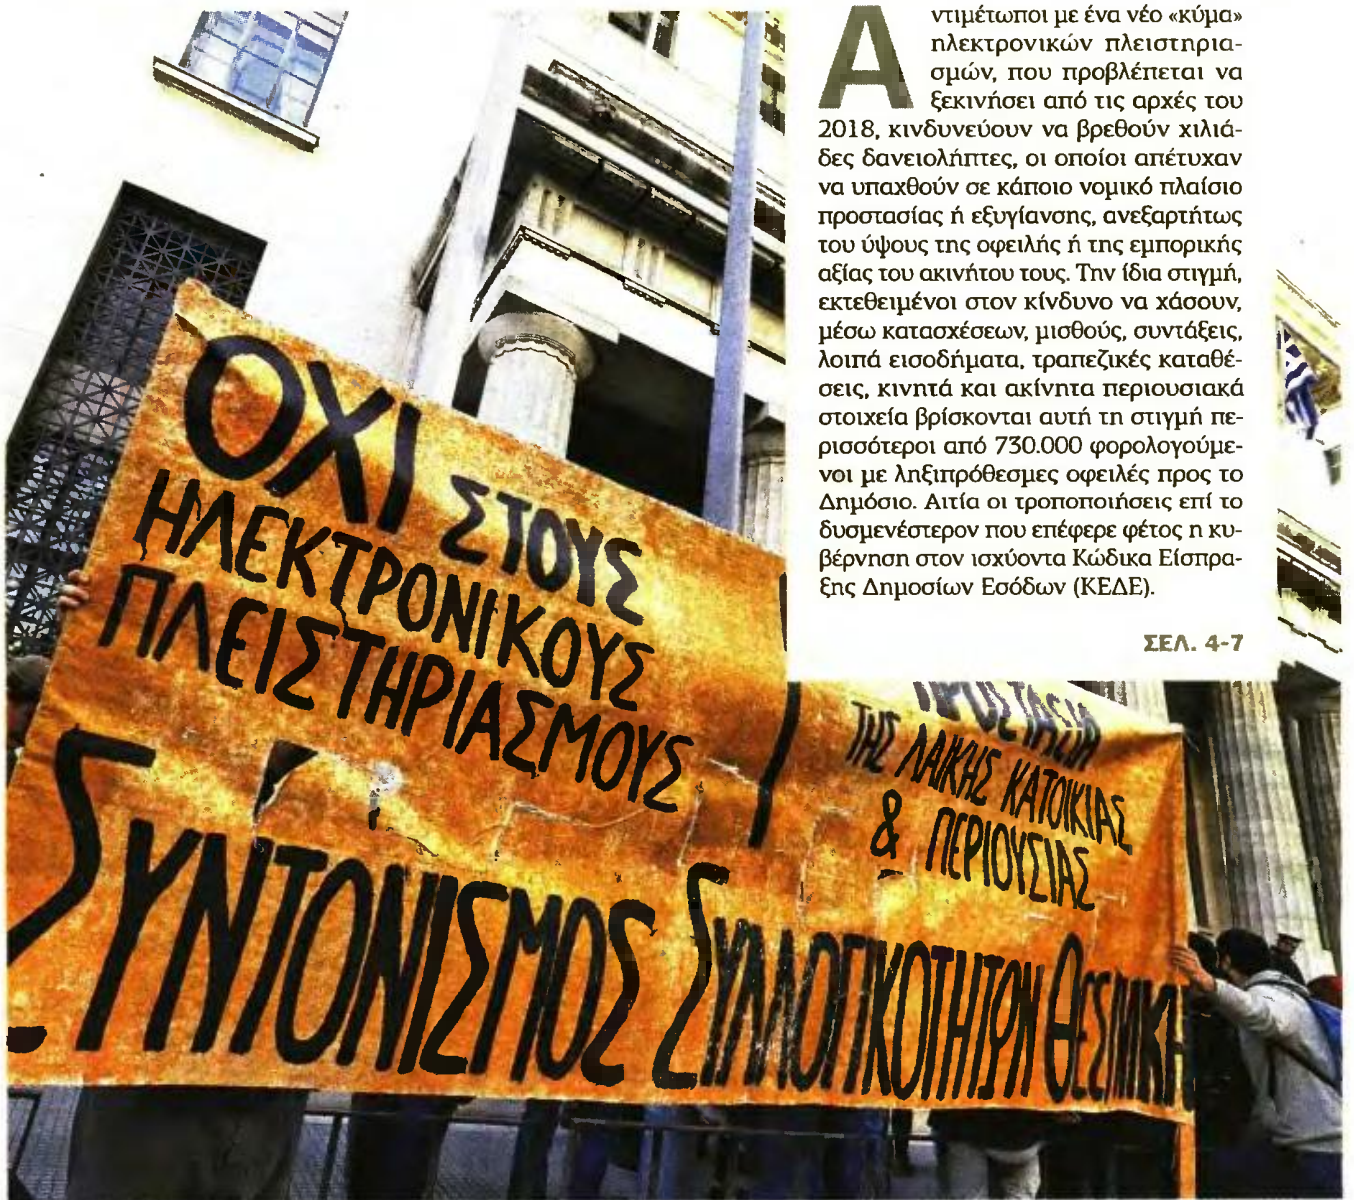 Αντιμέτωποι με ένα νέο «κύμα»
ηλεκτρονικών πλειστηρια-
σμών, που προβλέπεται να
ξεκινήσει από τις αρχές του
2018, κινδυνεύουν να βρεθούν χιλιά-
δες δανειολήπτες, οι οποίοι απέτυχαν
να υπαχθούν σε κάποιο νομικό πλαίσιο
προστασίας ή εξυγίανσης, ανεξαρτήτως
του ύψους της οφειλής ή της εμπορικής
αξίας του ακινήτου τους. Την ίδια στιγμή,
εκτεθειμένοι στον κίνδυνο να χάσουν,
μέσω κατασχέσεων, μισθούς, συντάξεις,
λοιπά εισοδήματα, τραπεζικές καταθέ-
σεις, κινητά και ακίνητα περιουσιακά
στοιχεία βρίσκονται αυτή τη στιγμή πε-
ρισσότεροι από 730.000 φορολογούμε-
νοι με ληξιπρόθεσμες οφειλές προς το
Δημόσιο. Αιτία οι τροποποιήσεις επί το
δυσμενέστερον που επέφερε φέτος η κυ-
βέρνηση στον ισχύοντα Κώδικα Είσπρα-
ξης Δημοσίων Εσόδων (ΚΕΔΕ).
ΣΕΛ. 4-7
ΟΧΙ ΣΤΟΥΣ
ΗΛΕΚΤΡΟΝΙΚΟΥΣ
ΠΛΕΙΣΤΗΡΙΑΣΜΟΥΣ
ΠΡΟΣΤΑΣΙΑ
ΤΗΣ ΛΑΙΚΗΣ ΚΑΤΟΙΚΙΑΣ
& ΠΕΡΙΟΥΣΙΑΣ
ΣΥΝΤΟΝΙΣΜΟΣ ΣΥΛΛΟΓΙΚΟΤΗΤΩΝ